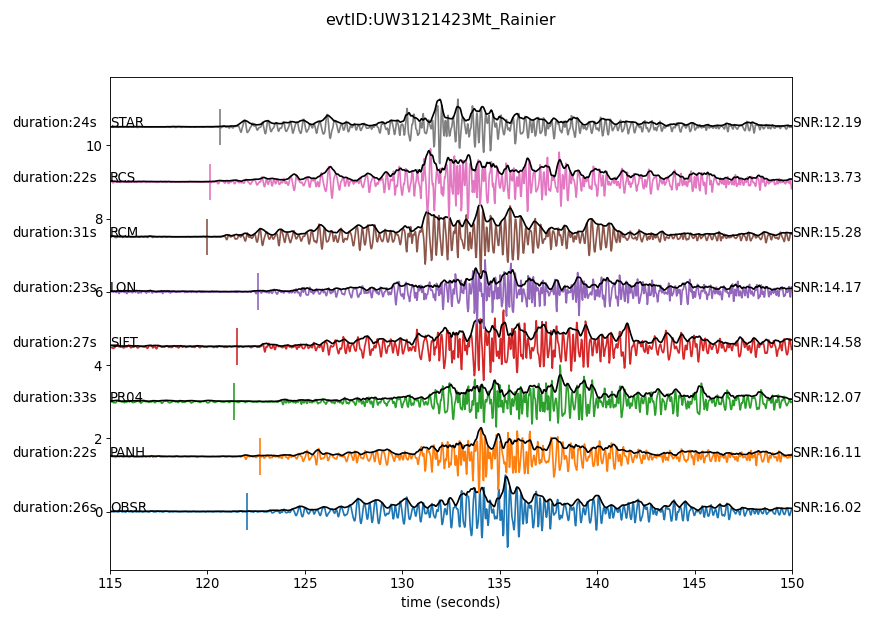 evtID:UW3121423Mt_Rainier
duration:24s STAR SNR:12.19
10
duration:22s RCS SNR:13.73
8
duration:31s RCM SNR:15.28
duration:23s LON SNR:14.17
6
duration:27s SIFT SNR:14.58
4
duration:33s PR04 SNR:12.07
2
duration:22s PANH SNR:16.11
duration:26s OBSR SNR:16.02
0
115 120 125 130 135 140 145 150
time (seconds)